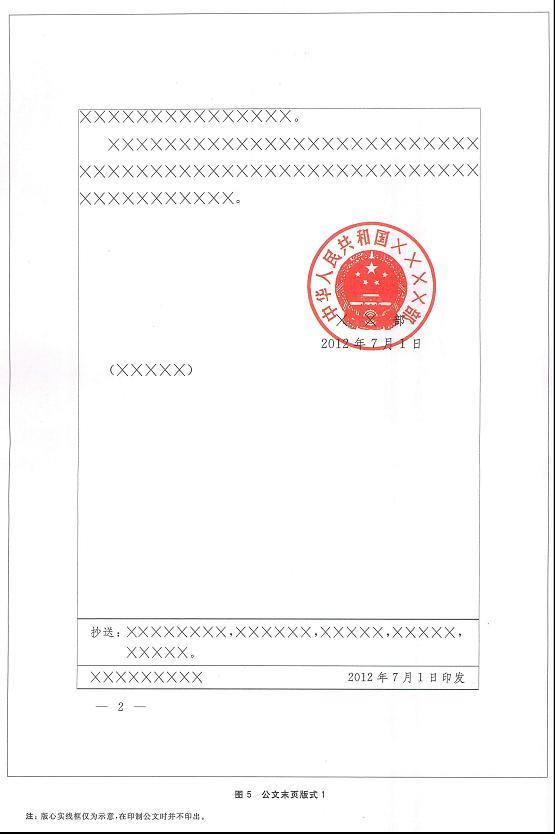 ×××××××××××××××。
××××××××××××××××××××××××××
××××××××××××××××××××××××××××
×××××××××××。
中华人民共和国××××部
× × 部
2012年7月1日
(×××××)
抄送：××××××××,××××××,×××××,×××××,
×××××。
××××××××× 2012年7月1日印发
— 2 —
图 5 公文末页版式 1
注：版心实线框仅为示意,在印制公文时并不印出。